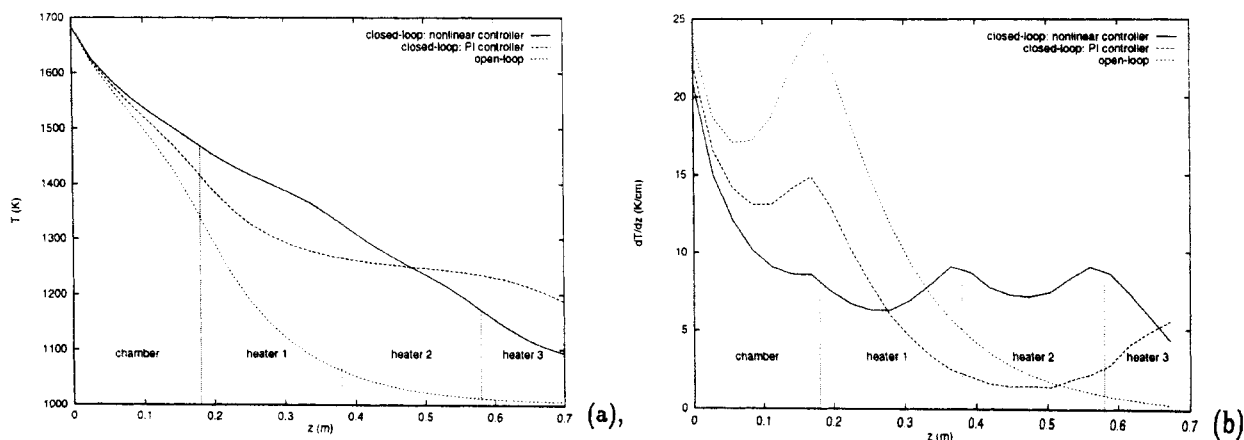 1700
1600
1500
1400
1300
1200
1100
1000
T (K)
closed-loop: nonlinear controller
closed-loop: PI controller
open-loop
chamber
heater 1
heater 2
heater 3
0 0.1 0.2 0.3 0.4 0.5 0.6 0.7
z (m)
(a),
25
20
15
10
5
0
dT/dz (K/cm)
closed-loop: nonlinear controller
closed-loop: PI controller
open-loop
chamber
heater 1
heater 2
heater 3
0 0.1 0.2 0.3 0.4 0.5 0.6 0.7
z (m)
(b)